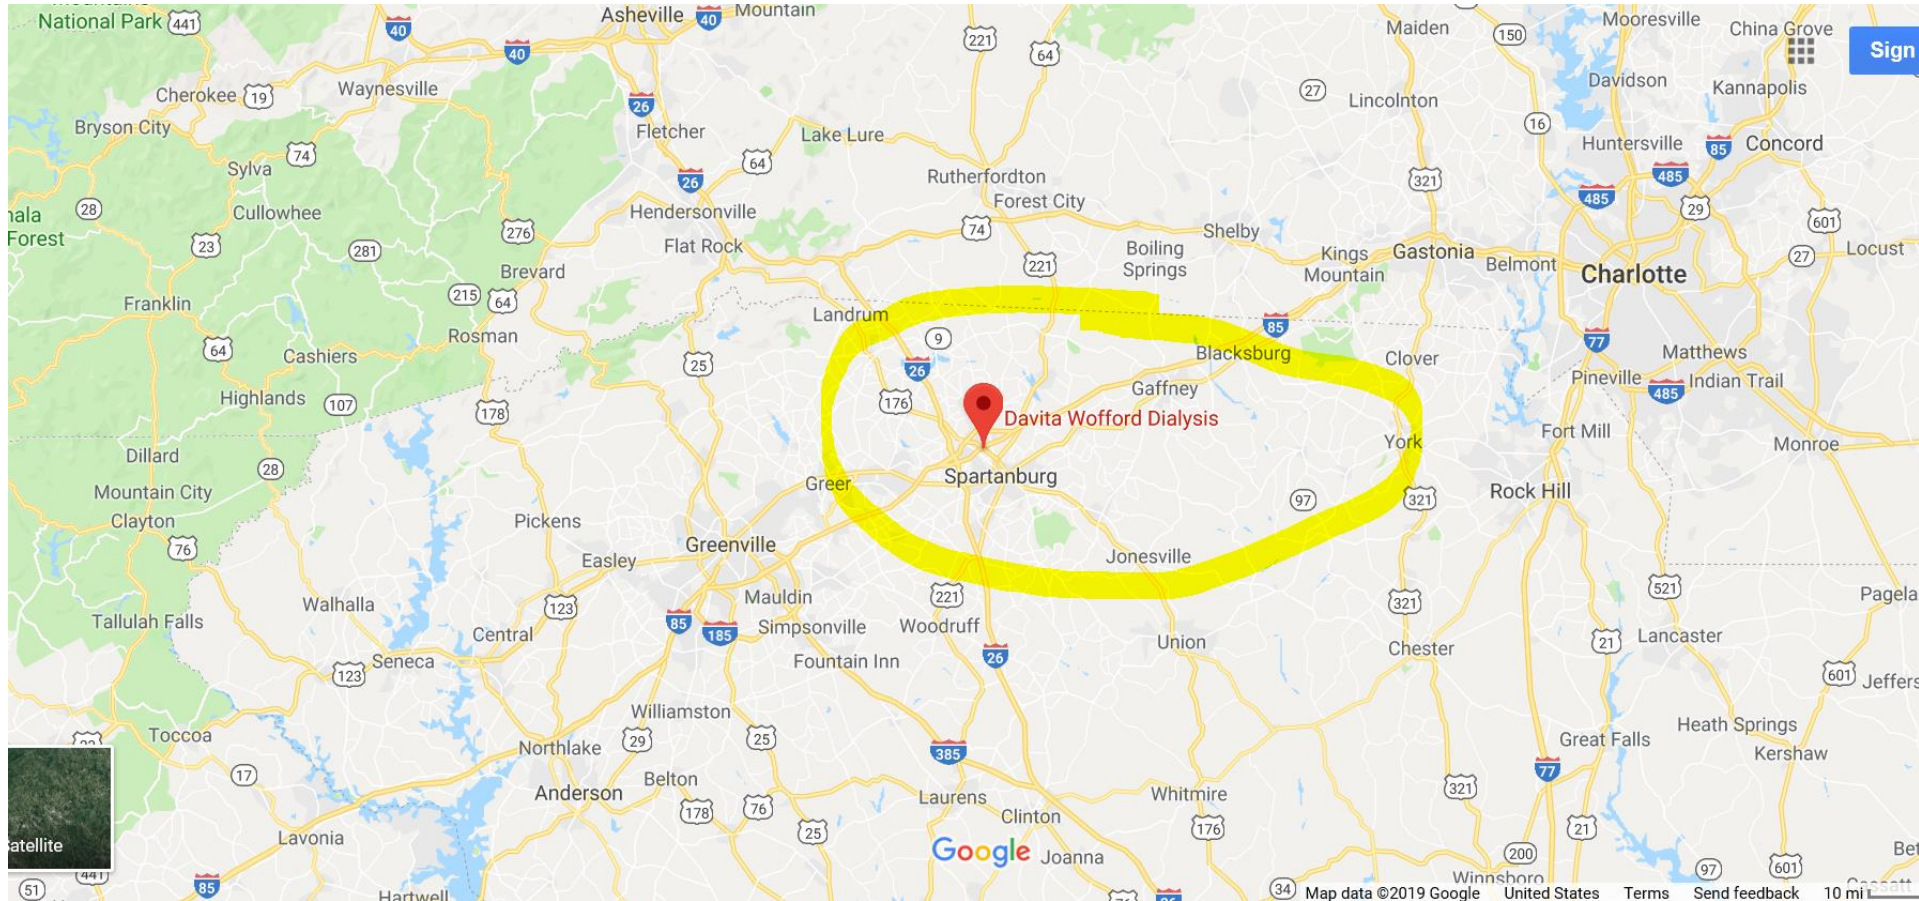 National Park
441
40
Asheville
40
Mountain
221
64
Maiden
150
Mooresville
China Grove
Sign
40
Cherokee
19
Waynesville
26
27
Lincolnton
Davidson
Kannapolis
Bryson City
74
Fletcher
Lake Lure
16
Huntersville
85
Concord
Sylva
26
64
Rutherfordton
321
485
485
29
28
Cullowhee
Hendersonville
Forest City
601
Forest
23
281
276
Flat Rock
74
Shelby
Boiling
Springs
Kings
Mountain
Gastonia
Belmont
Charlotte
27
Locust
Brevard
221
Franklin
215
64
Landrum
Rosman
64
Cashiers
25
9
26
85
Blacksburg
Clover
77
Matthews
Pineville
485
Indian Trail
Highlands
107
178
176
Gaffney
Davita Wofford Dialysis
Dillard
28
York
Fort Mill
Monroe
Mountain City
Greer
Spartanburg
97
321
Rock Hill
Clayton
76
Pickens
Greenville
Easley
Jonesville
Walhalla
123
Mauldin
221
321
521
Tallulah Falls
Central
85
185
Simpsonville
Woodruff
Union
Chester
21
Lancaster
Seneca
123
Fountain Inn
26
601
Williamston
Toccoa
Northlake
29
25
385
Great Falls
Heath Springs
Kershaw
17
Belton
77
Anderson
178
76
Laurens
Whitmire
321
Clinton
25
176
21
Lavonia
Satellite
Google
Joanna
200
441
51
85
Hartwell
34
Winnsboro
97
601
Map data ©2019 Google United States Terms Send feedback 10 mi